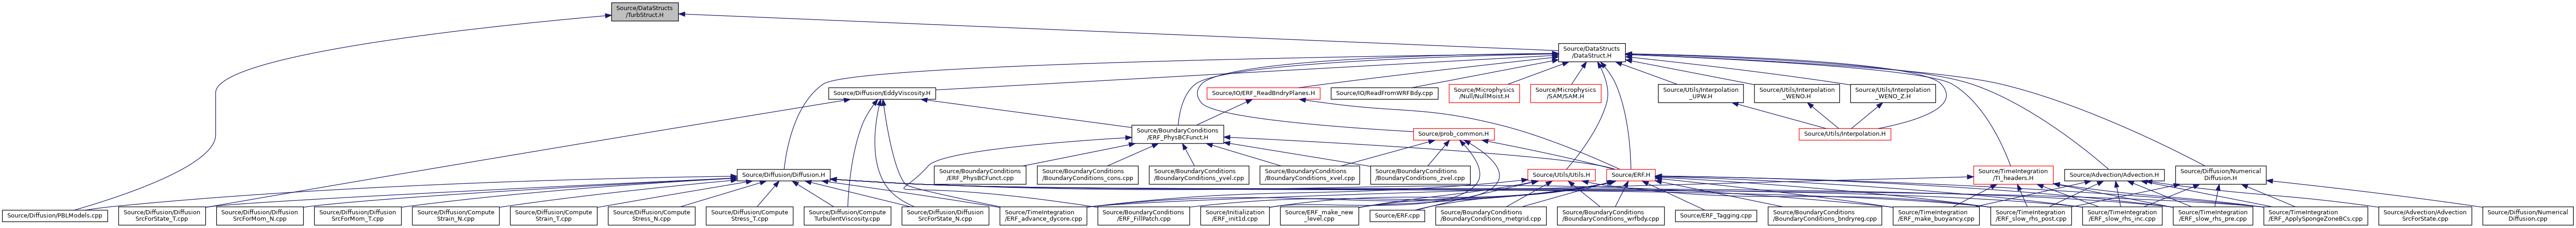 Source/DataStructs
/TurbStruct.H
Source/DataStructs
/DataStruct.H
Source/Diffusion/EddyViscosity.H
Source/IO/ERF_ReadBndryPlanes.H
Source/IO/ReadFromWRFBdy.cpp
Source/Microphysics
/Null/NullMoist.H
Source/Microphysics
/SAM/SAM.H
Source/Utils/Interpolation
_UPW.H
Source/Utils/Interpolation
_WENO.H
Source/Utils/Interpolation
_WENO_Z.H
Source/BoundaryConditions
/ERF_PhysBCFunct.H
Source/prob_common.H
Source/Utils/Interpolation.H
Source/Diffusion/Diffusion.H
Source/BoundaryConditions
/ERF_PhysBCFunct.cpp
Source/BoundaryConditions
/BoundaryConditions_cons.cpp
Source/BoundaryConditions
/BoundaryConditions_yvel.cpp
Source/BoundaryConditions
/BoundaryConditions_xvel.cpp
Source/BoundaryConditions
/BoundaryConditions_zvel.cpp
Source/Utils/Utils.H
Source/ERF.H
Source/TimeIntegration
/TI_headers.H
Source/Advection/Advection.H
Source/Diffusion/Numerical
Diffusion.H
Source/Diffusion/PBLModels.cpp
Source/Diffusion/Diffusion
SrcForState_T.cpp
Source/Diffusion/Diffusion
SrcForMom_N.cpp
Source/Diffusion/Diffusion
SrcForMom_T.cpp
Source/Diffusion/Compute
Strain_N.cpp
Source/Diffusion/Compute
Strain_T.cpp
Source/Diffusion/Compute
Stress_N.cpp
Source/Diffusion/Compute
Stress_T.cpp
Source/Diffusion/Compute
TurbulentViscosity.cpp
Source/Diffusion/Diffusion
SrcForState_N.cpp
Source/TimeIntegration
/ERF_advance_dycore.cpp
Source/BoundaryConditions
/ERF_FillPatch.cpp
Source/Initialization
/ERF_init1d.cpp
Source/ERF_make_new
_level.cpp
Source/ERF.cpp
Source/BoundaryConditions
/BoundaryConditions_metgrid.cpp
Source/BoundaryConditions
/BoundaryConditions_wrfbdy.cpp
Source/ERF_Tagging.cpp
Source/BoundaryConditions
/BoundaryConditions_bndryreg.cpp
Source/TimeIntegration
/ERF_make_buoyancy.cpp
Source/TimeIntegration
/ERF_slow_rhs_post.cpp
Source/TimeIntegration
/ERF_slow_rhs_inc.cpp
Source/TimeIntegration
/ERF_slow_rhs_pre.cpp
Source/TimeIntegration
/ERF_ApplySpongeZoneBCs.cpp
Source/Advection/Advection
SrcForState.cpp
Source/Diffusion/Numerical
Diffusion.cpp